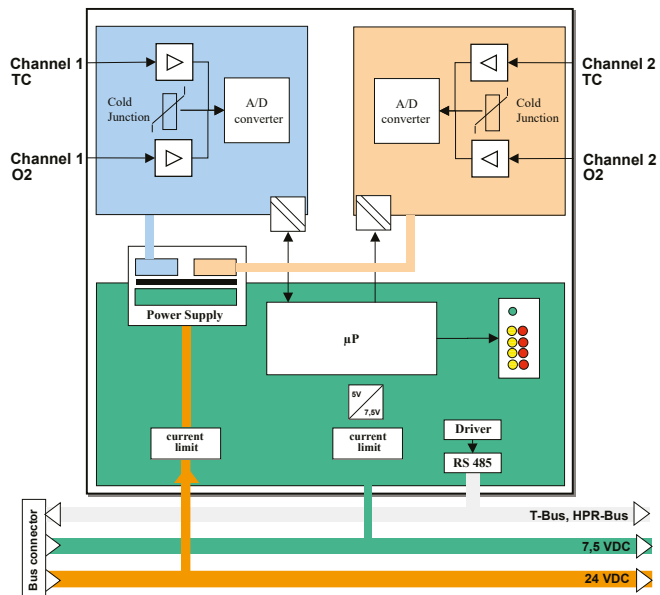 Channel 1
TC
Channel 2
TC
Cold
Junction
A/D
converter
A/D
converter
Cold
Junction
Channel 1
O2
Channel 2
O2
Power Supply
µP
5V
7,5V
current
limit
current
limit
Driver
RS 485
Bus connector
T-Bus, HPR-Bus
7,5 VDC
24 VDC